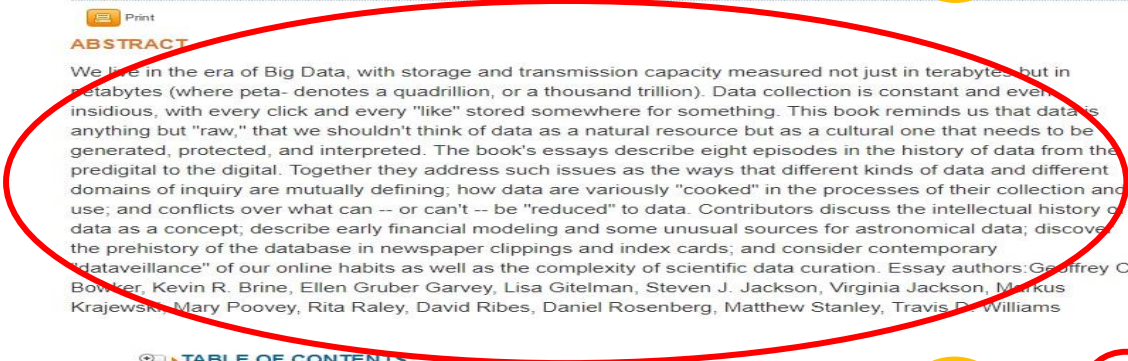 Print
ABSTRACT
We live in the era of Big Data, with storage and transmission capacity measured not just in terabytes but in
petabytes (where peta- denotes a quadrillion, or a thousand trillion). Data collection is constant and even
insidious, with every click and every "like" stored somewhere for something. This book reminds us that data is
anything but "raw," that we shouldn't think of data as a natural resource but as a cultural one that needs to be
generated, protected, and interpreted. The book's essays describe eight episodes in the history of data from the
predigital to the digital. Together they address such issues as the ways that different kinds of data and different
domains of inquiry are mutually defining; how data are variously "cooked" in the processes of their collection and
use; and conflicts over what can -- or can't -- be "reduced" to data. Contributors discuss the intellectual history of
data as a concept; describe early financial modeling and some unusual sources for astronomical data; discover
the prehistory of the database in newspaper clippings and index cards; and consider contemporary
"dataveillance" of our online habits as well as the complexity of scientific data curation. Essay authors:Geoffrey C
Bowker, Kevin R. Brine, Ellen Gruber Garvey, Lisa Gitelman, Steven J. Jackson, Virginia Jackson, Markus
Krajewski, Mary Poovey, Rita Raley, David Ribes, Daniel Rosenberg, Matthew Stanley, Travis D. Williams
TABLE OF CONTENTS